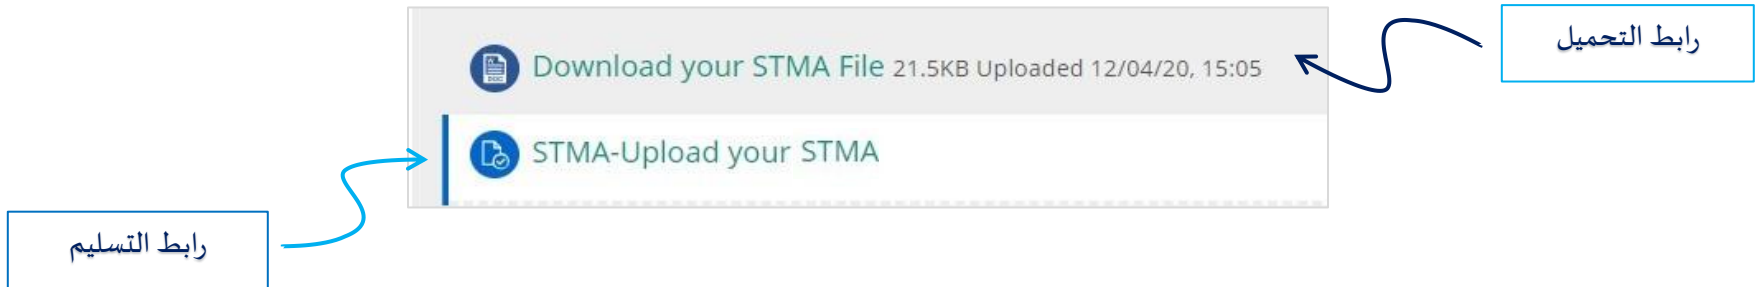 رابط التحميل
Download your STMA File 21.5KB Uploaded 12/04/20, 15:05
STMA-Upload your STMA
رابط التسليم